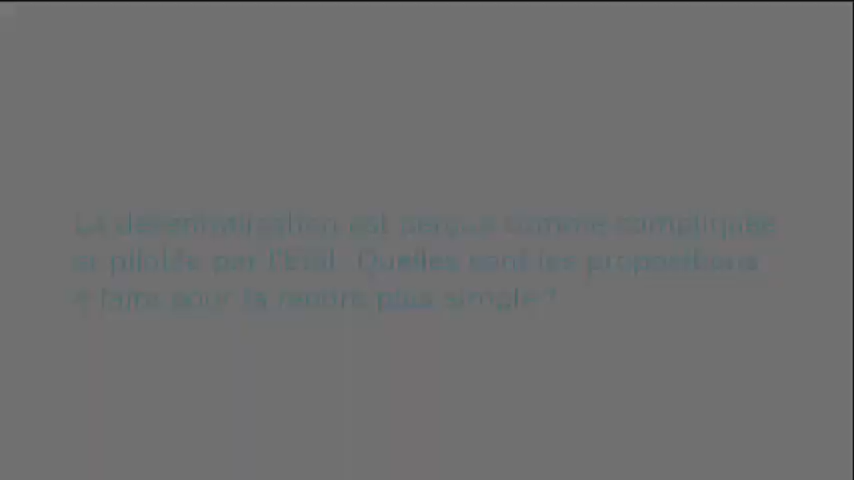 La décentralisation est perçue comme compliquée
et pilotée par l'Etat. Quelles sont les propositions
à faire pour la rendre plus simple ?